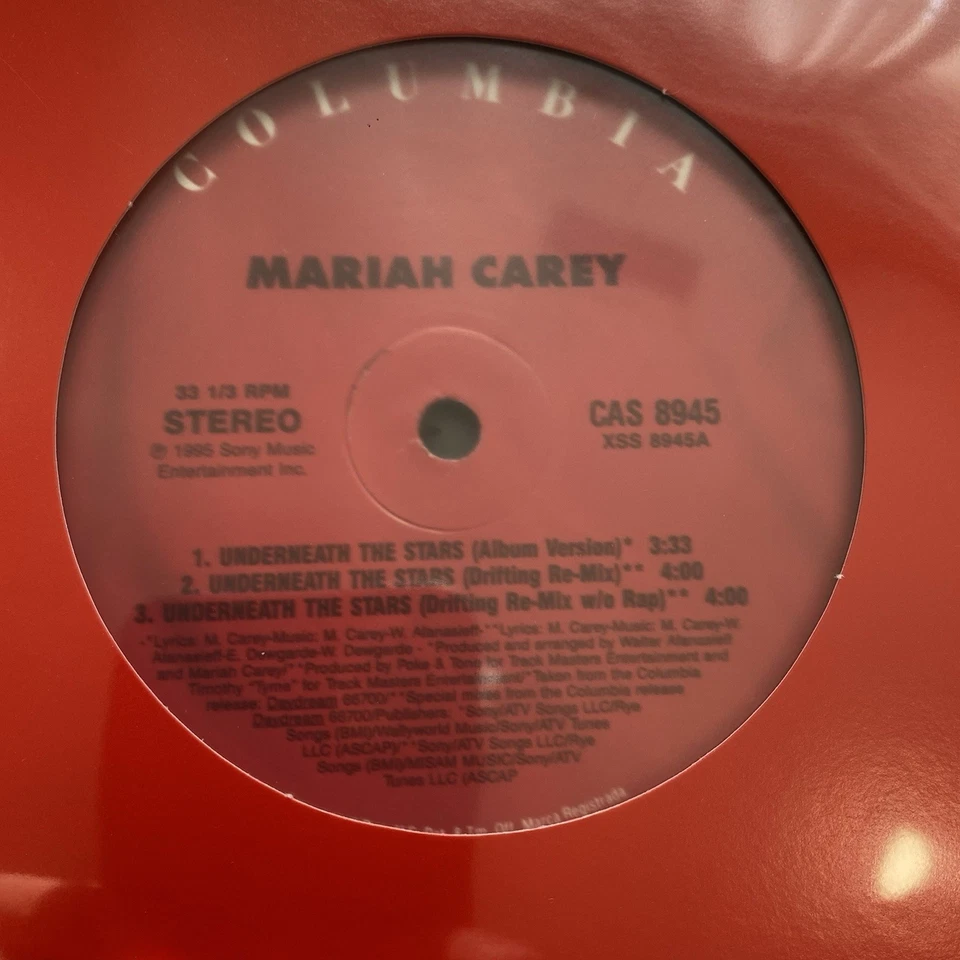 COLUMBIA
MARIAH CAREY
33 1/3 RPM
STEREO
℗ 1995 Sony Music
Entertainment Inc.
CAS 8945
XSS 8945A
1. UNDERNEATH THE STARS (Album Version)* 3:33
2. UNDERNEATH THE STARS (Drifting Re-Mix)** 4:00
3. UNDERNEATH THE STARS (Drifting Re-Mix w/o Rap)** 4:00
*Lyrics: M. Carey-Music: M. Carey-W. Afanasieff-**Lyrics: M. Carey-Music: M. Carey-W.
Afanasieff-E. Dewgarde-W. Dewgarde - *Produced and arranged by Walter Afanasieff
and Mariah Carey/**Produced by Poke & Tone for Track Masters Entertainment and
Timothy "Tyme" for Track Masters Entertainment/*Taken from the Columbia
release: Daydream 66700/**Special mixes from the Columbia release
Daydream 66700/Publishers: *Sony/ATV Songs LLC/Rye
Songs (BMI)/Wallyworld Music/Sony/ATV Tunes
LLC (ASCAP)/**Sony/ATV Songs LLC/Rye
Songs (BMI)/MISAM MUSIC/Sony/ATV
Tunes LLC (ASCAP
Off. Marca Registrada